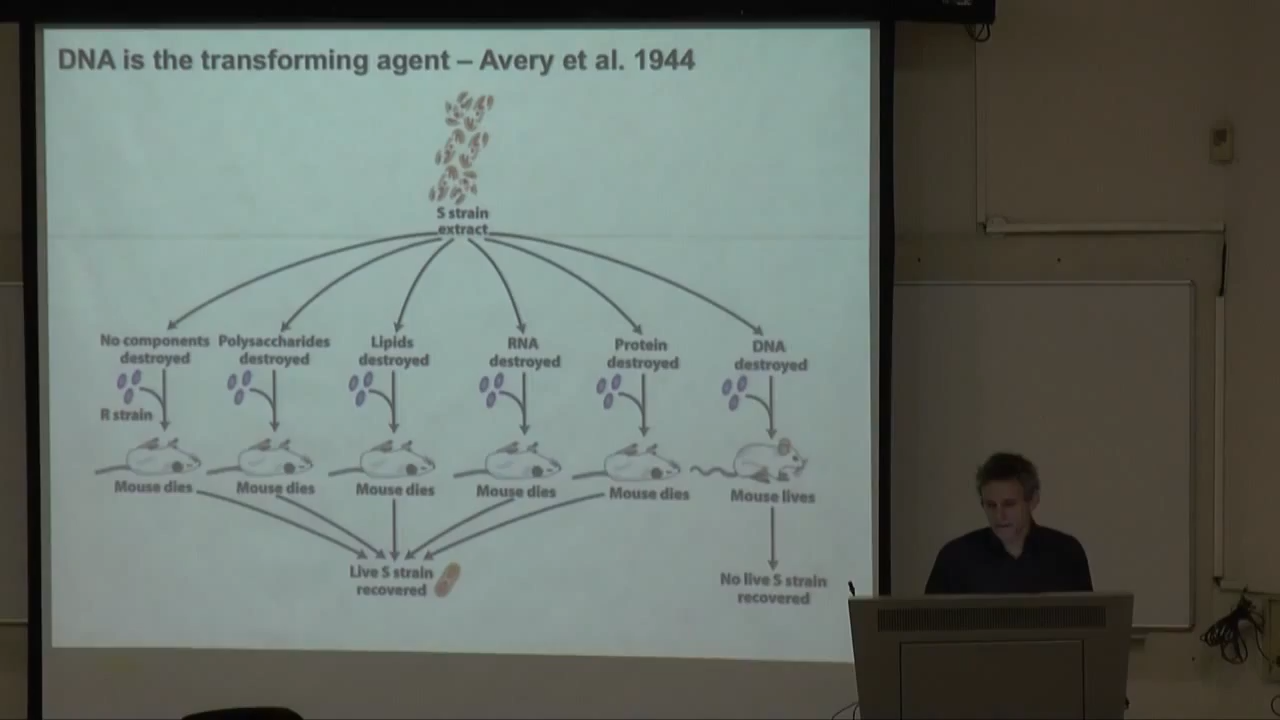 DNA is the transforming agent – Avery et al. 1944
S strain
extract
No components
destroyed
Polysaccharides
destroyed
Lipids
destroyed
RNA
destroyed
Protein
destroyed
DNA
destroyed
R strain
Mouse dies
Mouse dies
Mouse dies
Mouse dies
Mouse dies
Mouse lives
Live S strain
recovered
No live S strain
recovered